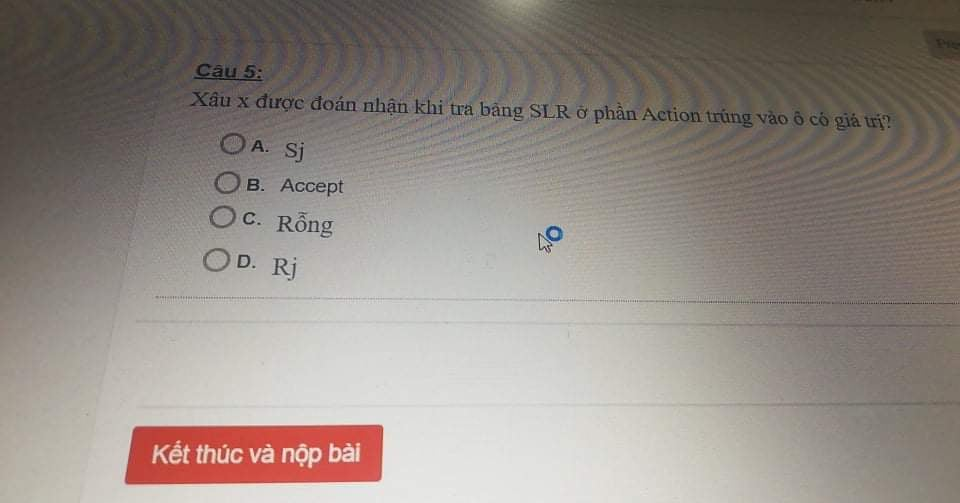 Câu 5:
Xâu x được đoán nhận khi tra bảng SLR ở phần Action trúng vào ô có giá trị?
A. Sj
B. Accept
C. Rỗng
D. Rj
Kết thúc và nộp bài